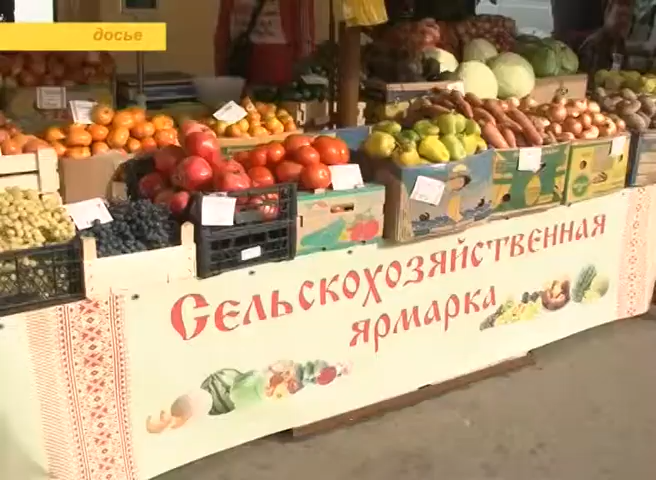 досье
Сельскохозяйственная
ярмарка